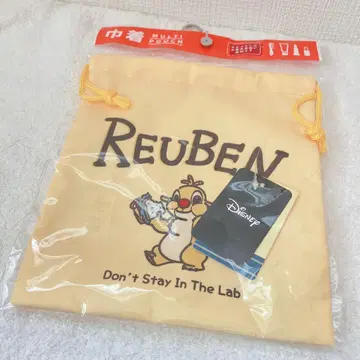 巾着
MULTI
POUCH
REUBEN
Disney
Don't Stay In The Lab